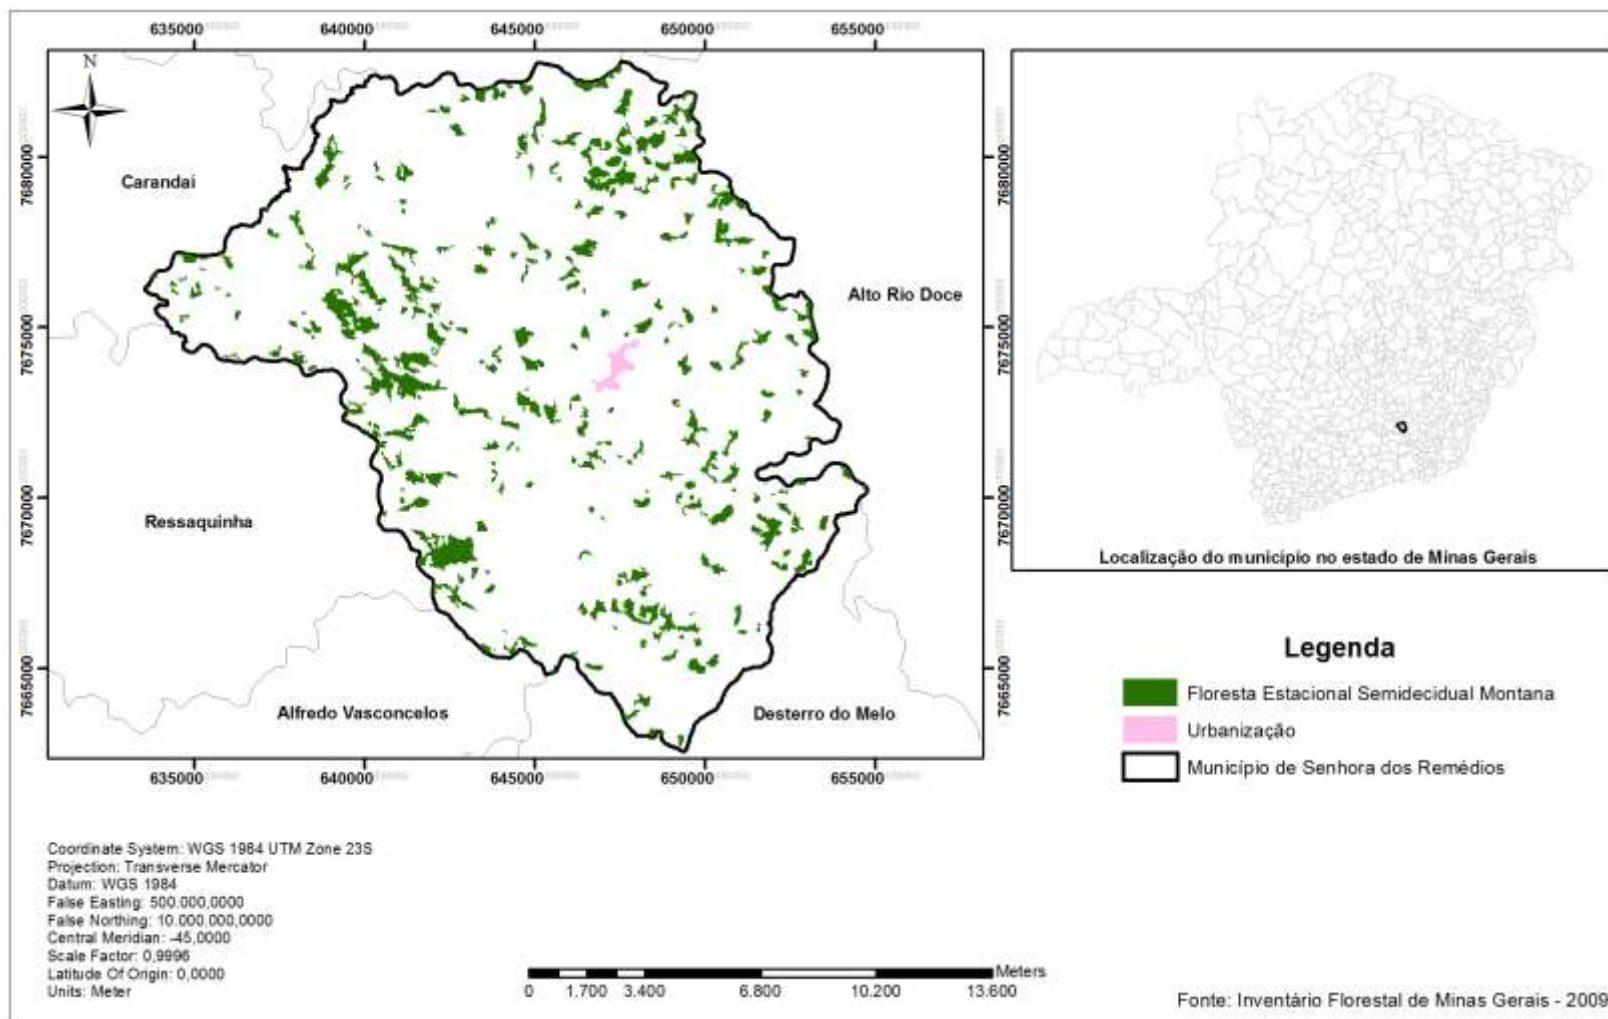 635000 640000 645000 650000 655000
N
7680000
7675000
7670000
7665000
Carandaí
Alto Rio Doce
Ressaquinha
Alfredo Vasconcelos
Desterro do Melo
7680000
7675000
7670000
7665000
635000 640000 645000 650000 655000
Localização do município no estado de Minas Gerais
Legenda
Floresta Estacional Semidecidual Montana
Urbanização
Município de Senhora dos Remédios
Coordinate System: WGS 1984 UTM Zone 23S
Projection: Transverse Mercator
Datum: WGS 1984
False Easting: 500.000,0000
False Northing: 10.000.000,0000
Central Meridian: -45,0000
Scale Factor: 0,9996
Latitude Of Origin: 0,0000
Units: Meter
Meters
0 1.700 3.400 6.800 10.200 13.600
Fonte: Inventário Florestal de Minas Gerais - 2009